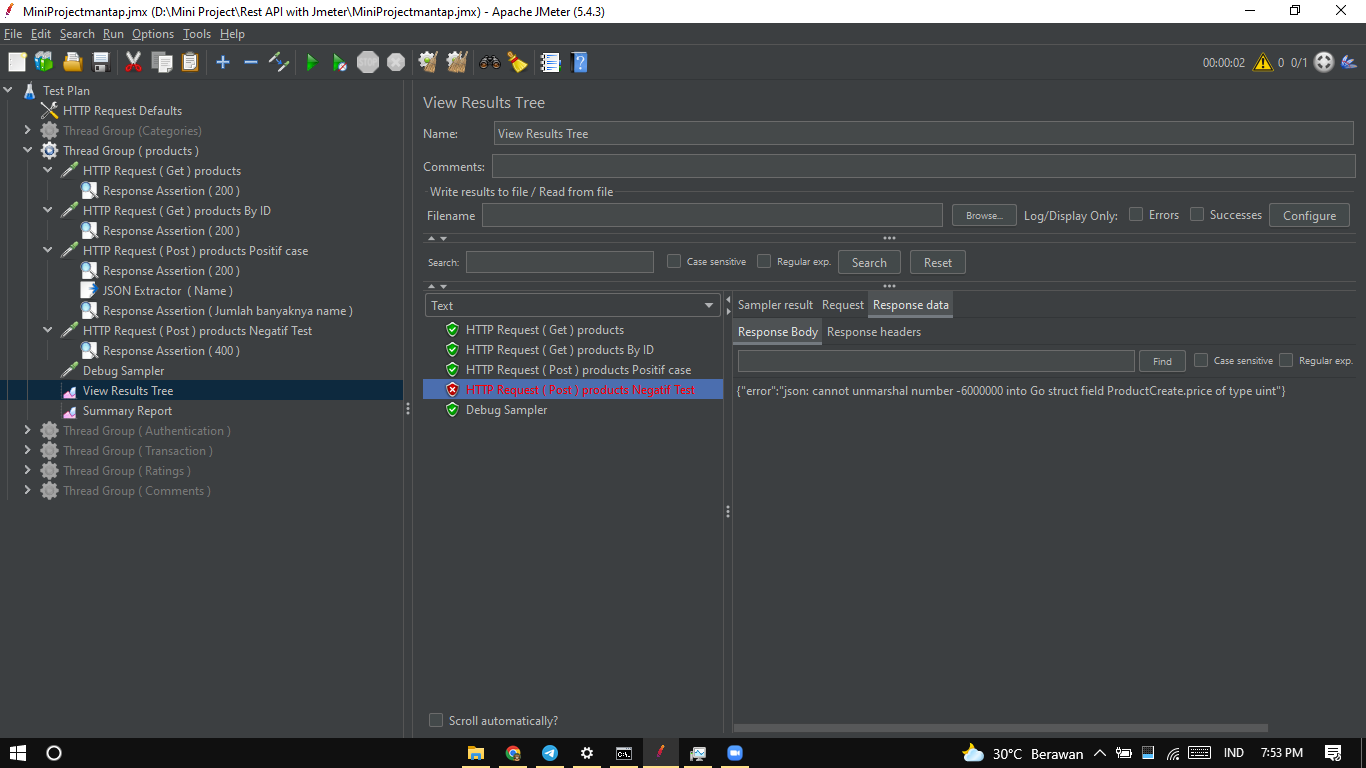 MiniProjectmantap.jmx (D:\Mini Project\Rest API with Jmeter\MiniProjectmantap.jmx) - Apache JMeter (5.4.3)
File Edit Search Run Options Tools Help
STOP 00:00:02 0 0/1
Test Plan
HTTP Request Defaults
Thread Group (Categories)
Thread Group ( products )
HTTP Request ( Get ) products
Response Assertion ( 200 )
HTTP Request ( Get ) products By ID
Response Assertion ( 200 )
HTTP Request ( Post ) products Positif case
Response Assertion ( 200 )
JSON Extractor ( Name )
Response Assertion ( Jumlah banyaknya name )
HTTP Request ( Post ) products Negatif Test
Response Assertion ( 400 )
Debug Sampler
View Results Tree
Summary Report
Thread Group ( Authentication )
Thread Group ( Transaction )
Thread Group ( Ratings )
Thread Group ( Comments )
View Results Tree
Name: View Results Tree
Comments:
Write results to file / Read from file
Filename Browse... Log/Display Only: Errors Successes Configure
Search: Case sensitive Regular exp. Search Reset
Text
HTTP Request ( Get ) products
HTTP Request ( Get ) products By ID
HTTP Request ( Post ) products Positif case
HTTP Request ( Post ) products Negatif Test
Debug Sampler
Scroll automatically?
Sampler result Request Response data
Response Body Response headers
Find Case sensitive Regular exp.
{"error":"json: cannot unmarshal number -6000000 into Go struct field ProductCreate.price of type uint"}
30°C Berawan IND 7:53 PM